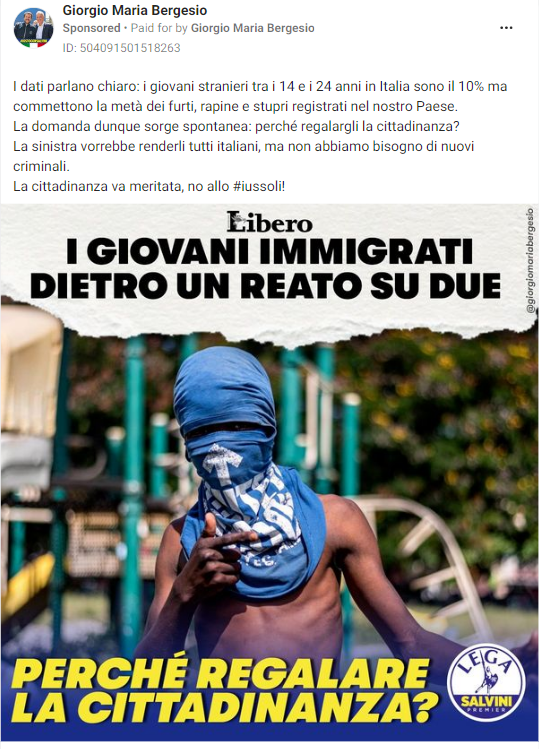 Giorgio Maria Bergesio
Sponsored • Paid for by Giorgio Maria Bergesio
ID: 504091501518263
I dati parlano chiaro: i giovani stranieri tra i 14 e i 24 anni in Italia sono il 10% ma
commettono la metà dei furti, rapine e stupri registrati nel nostro Paese.
La domanda dunque sorge spontanea: perché regalargli la cittadinanza?
La sinistra vorrebbe renderli tutti italiani, ma non abbiamo bisogno di nuovi
criminali.
La cittadinanza va meritata, no allo #iussoli!
Libero
I GIOVANI IMMIGRATI
DIETRO UN REATO SU DUE
@giorgiomariabergesio
PERCHÉ REGALARE
LA CITTADINANZA?
LEGA
SALVINI
PREMIER